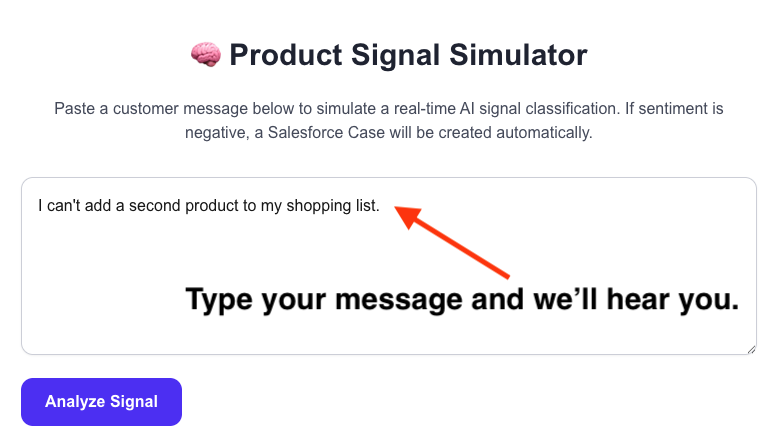 Product Signal Simulator
Paste a customer message below to simulate a real-time AI signal classification. If sentiment is
negative, a Salesforce Case will be created automatically.
I can't add a second product to my shopping list.
Type your message and we’ll hear you.
Analyze Signal